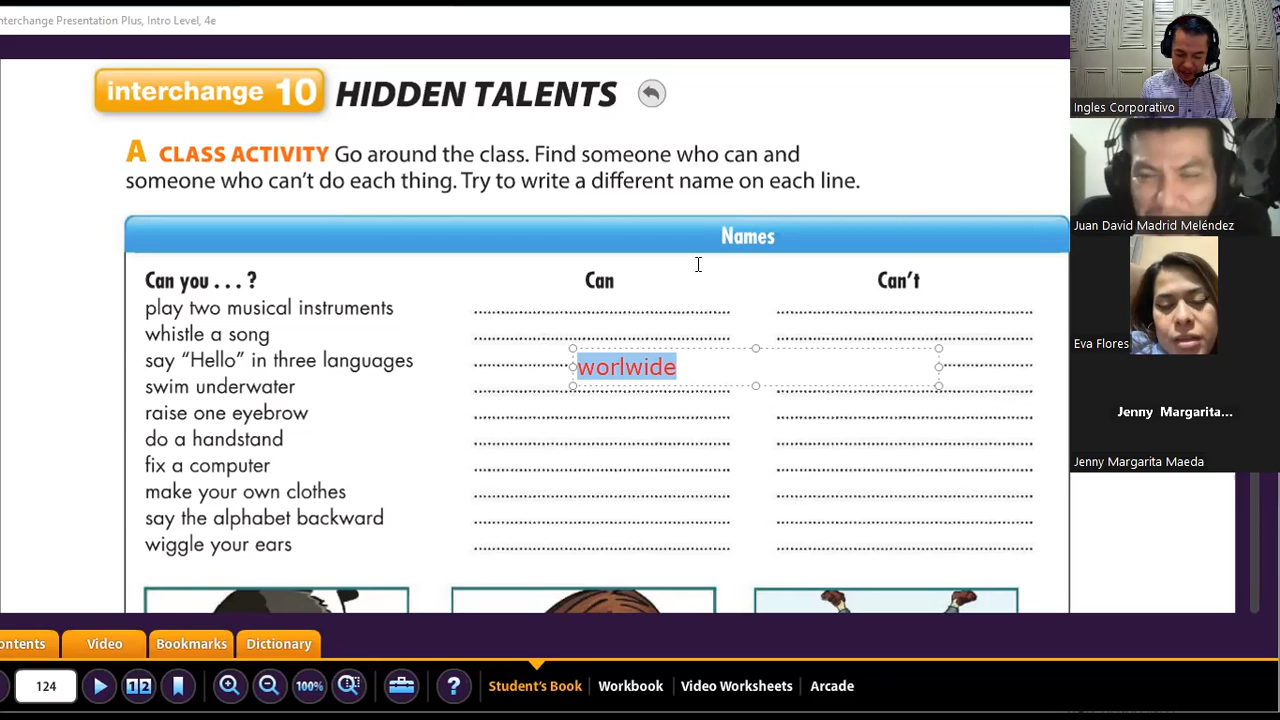 nterchange Presentation Plus, Intro Level, 4e
interchange 10 HIDDEN TALENTS
A CLASS ACTIVITY Go around the class. Find someone who can and
someone who can't do each thing. Try to write a different name on each line.
Names
Can you . . . ? Can Can't
play two musical instruments
whistle a song
say “Hello” in three languages
worlwide
swim underwater
raise one eyebrow
do a handstand
fix a computer
make your own clothes
say the alphabet backward
wiggle your ears
Ingles Corporativo
Juan David Madrid Meléndez
Eva Flores
Jenny Margarita...
Jenny Margarita Maeda
ontents Video Bookmarks Dictionary
124 12 100% ? Student's Book Workbook Video Worksheets Arcade